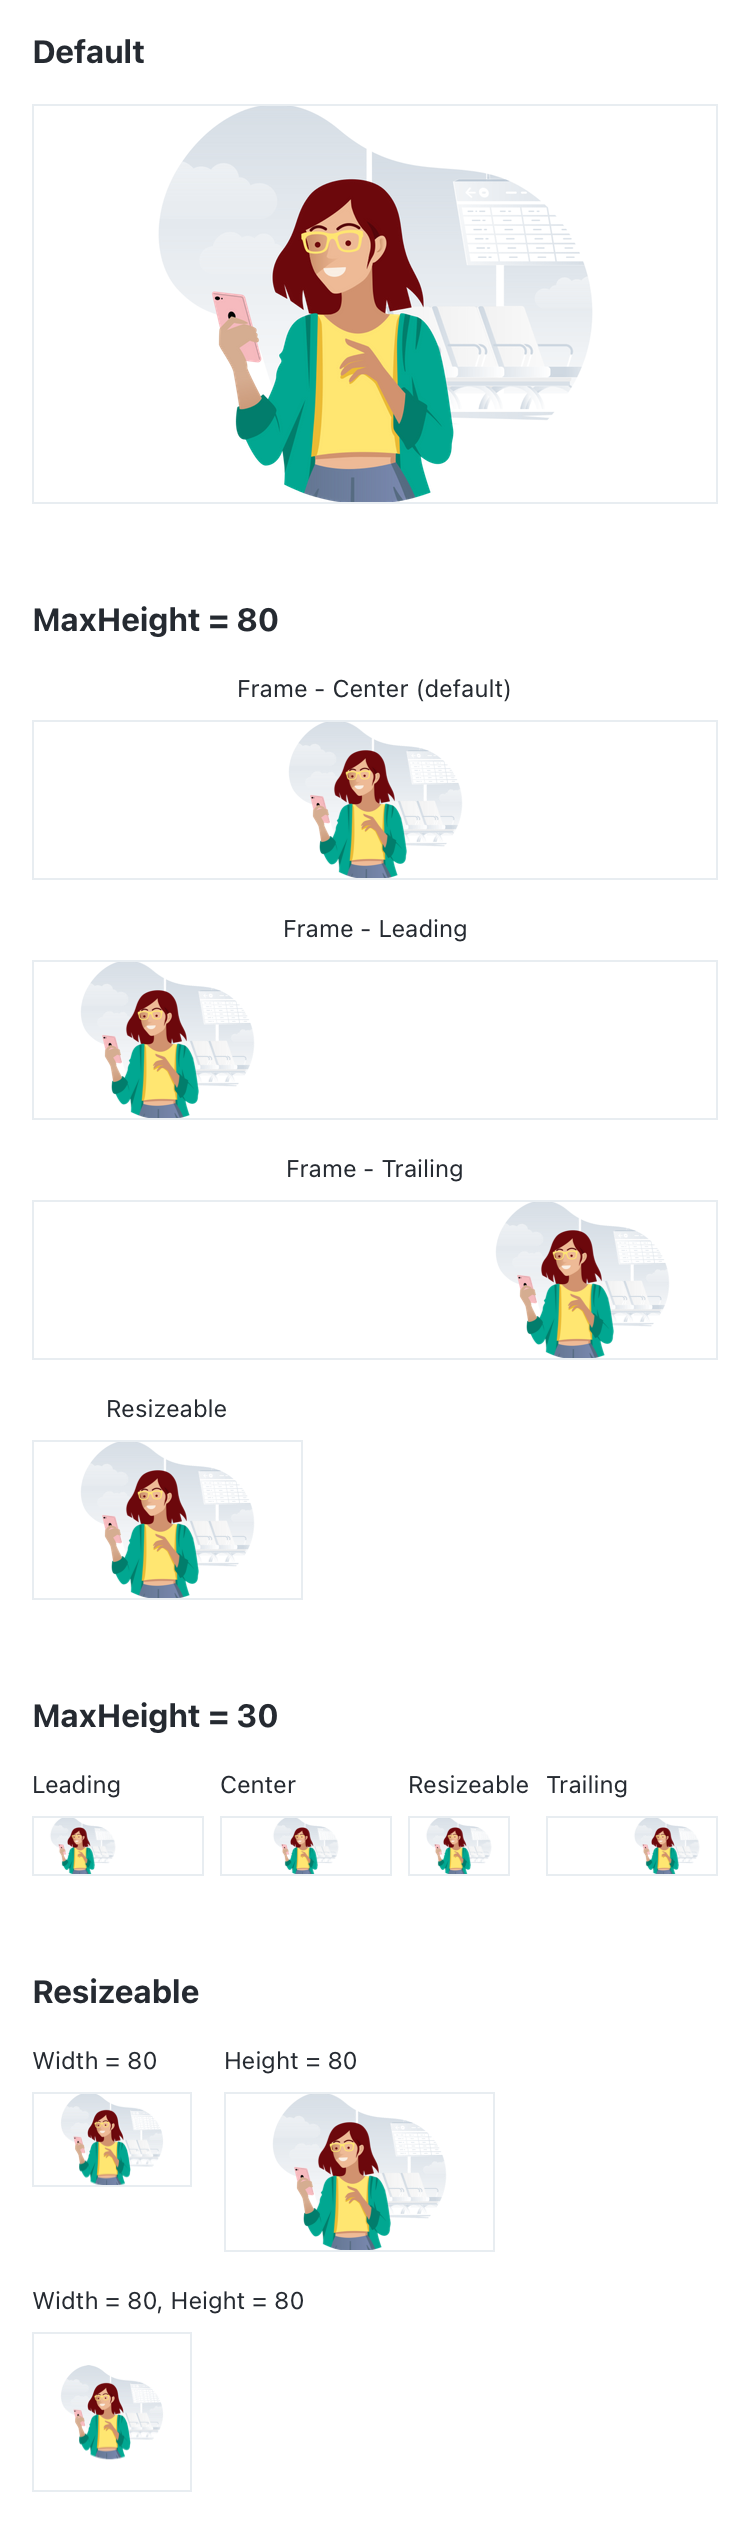 Default
MaxHeight = 80
Frame - Center (default)
Frame - Leading
Frame - Trailing
Resizeable
MaxHeight = 30
Leading Center Resizeable Trailing
Resizeable
Width = 80 Height = 80
Width = 80, Height = 80